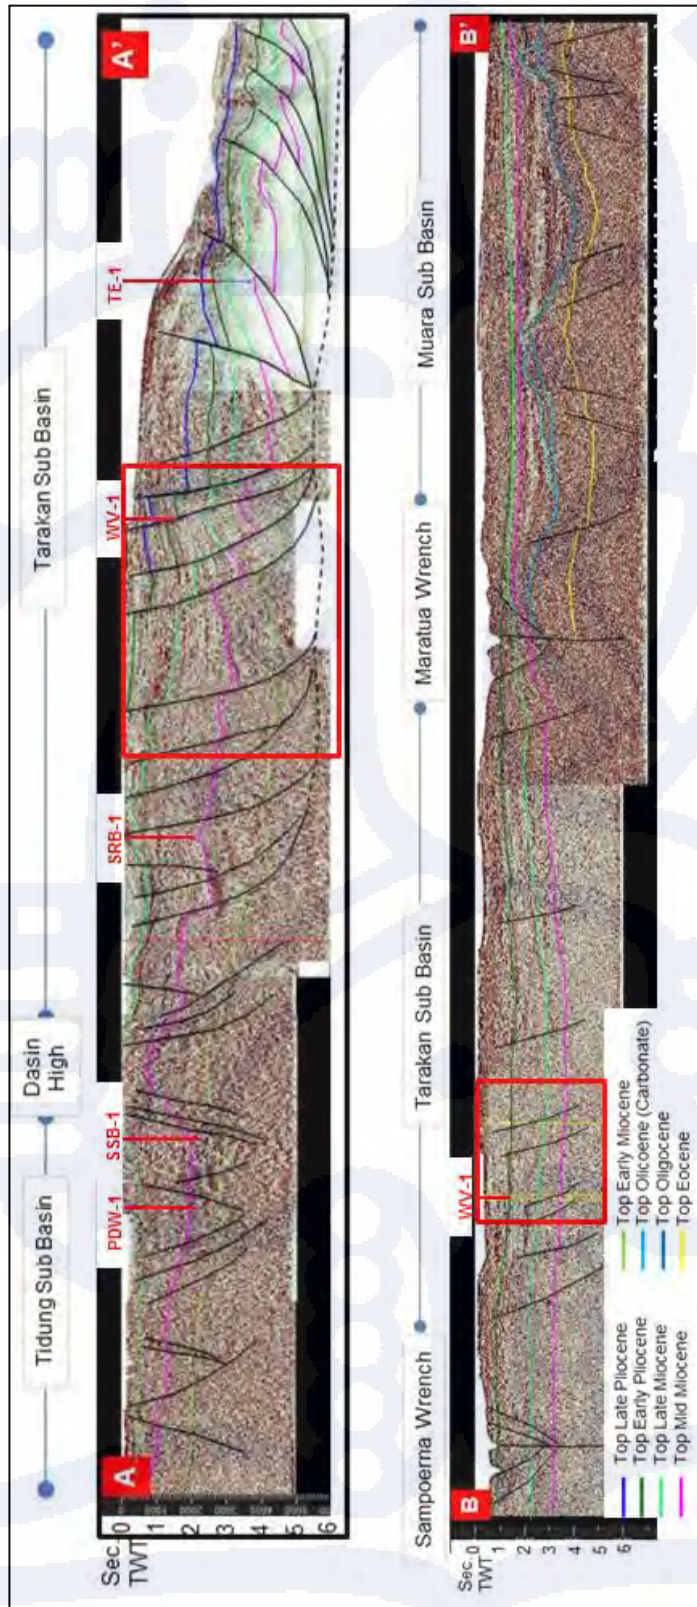 Tidung Sub Basin
Dasin
High
Tarakan Sub Basin
PDW-1
SSB-1
SRB-1
WV-1
TE-1
A
A'
Sec.
TWT
0
1
2
3
4
5
6
Sampoerna Wrench
Tarakan Sub Basin
Maratua Wrench
Muara Sub Basin
WV-1
B
B'
Sec.
TWT
0
1
2
3
4
5
6
Top Late Pliocene
Top Early Pliocene
Top Late Miocene
Top Mid Miocene
Top Early Miocene
Top Olicoene (Carbonate)
Top Oligocene
Top Eocene